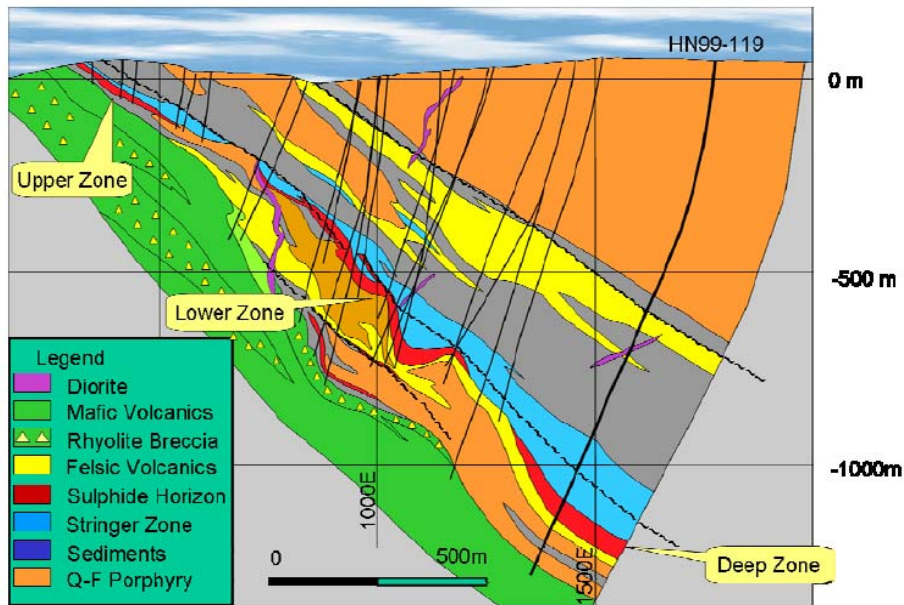 HN99-119
0 m
Upper Zone
-500 m
Lower Zone
Legend
Diorite
Mafic Volcanics
Rhyolite Breccia
Felsic Volcanics
Sulphide Horizon
Stringer Zone
Sediments
Q-F Porphyry
-1000m
1000E
1500E
0
500m
Deep Zone